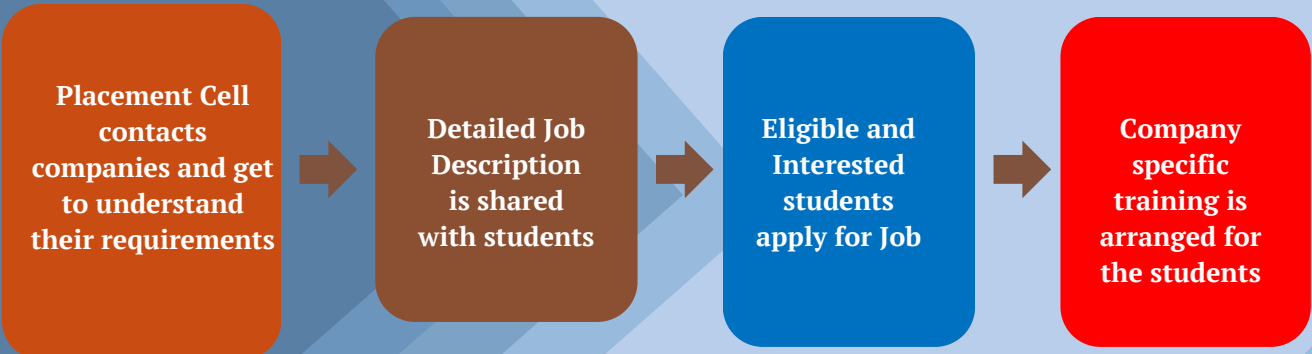 Placement Cell
contacts
companies and get
to understand
their requirements
Detailed Job
Description
is shared
with students
Eligible and
Interested
students
apply for Job
Company
specific
training is
arranged for
the students